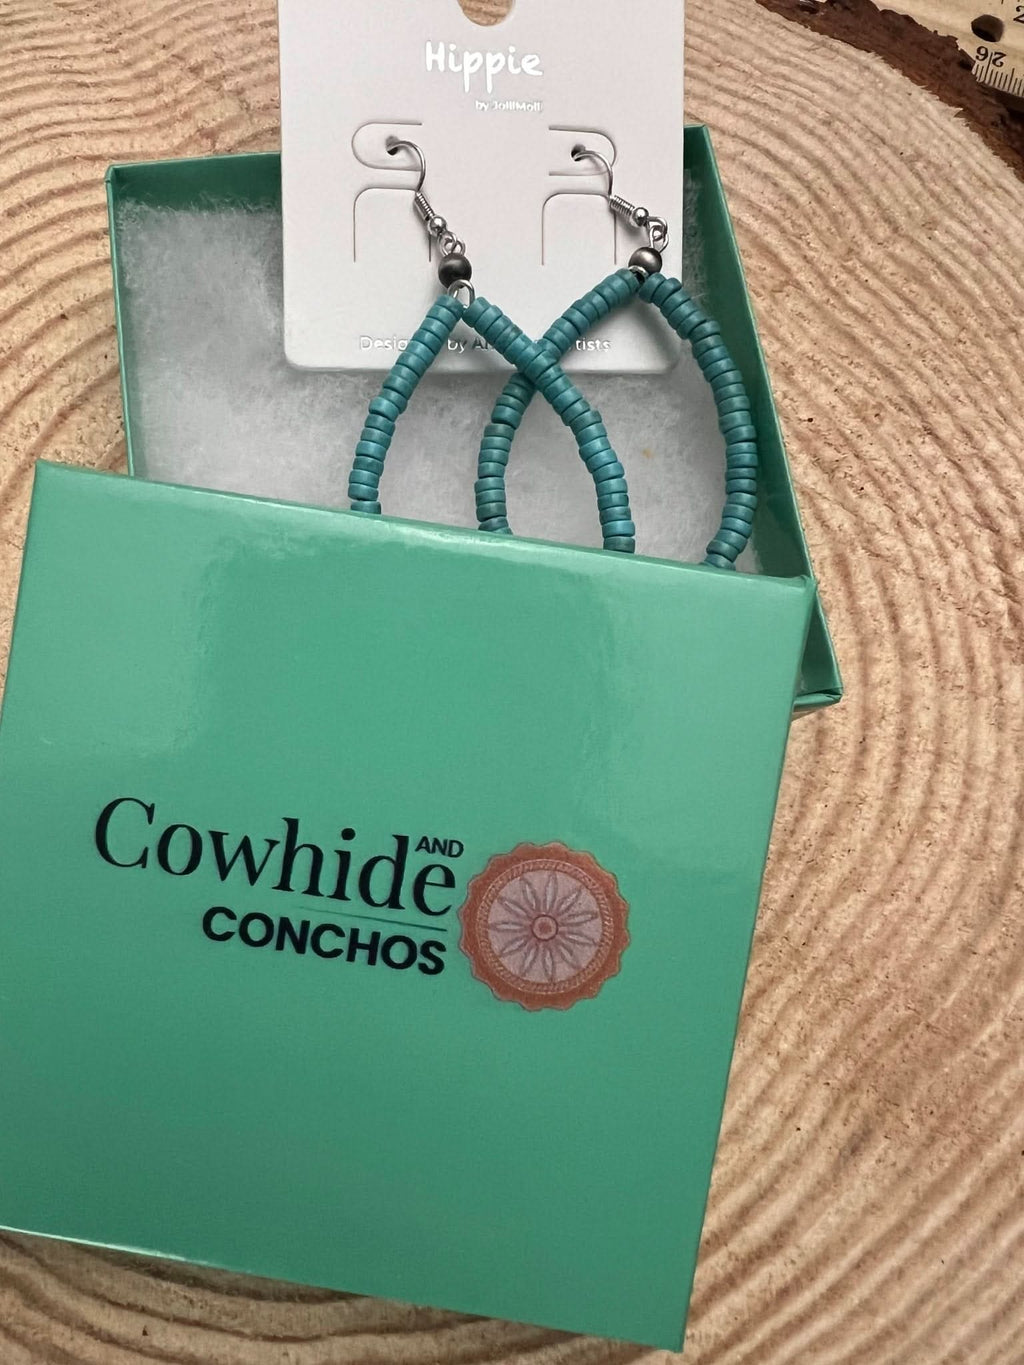 Hippie
by JolliMolli
Cowhide
AND
CONCHOS